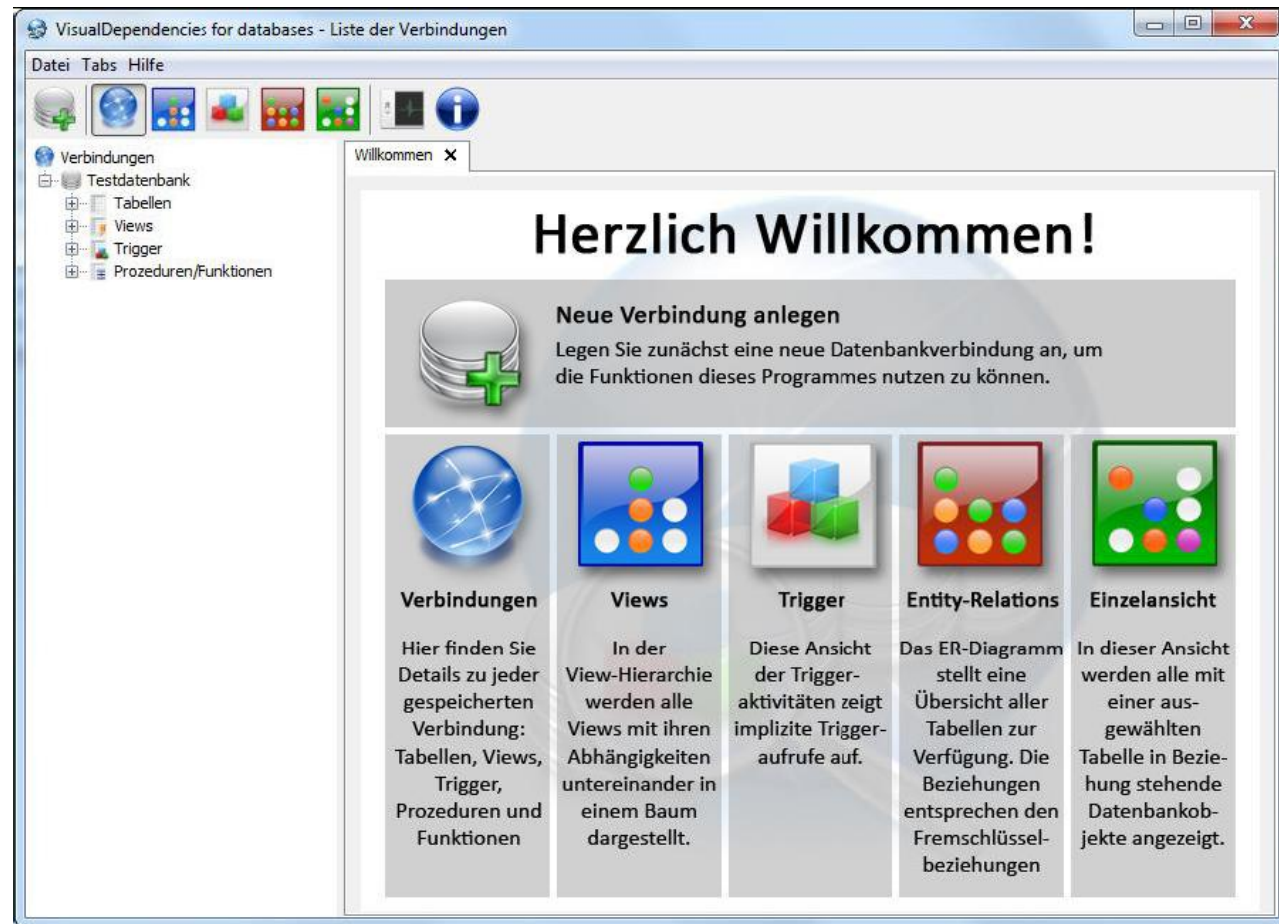 VisualDependencies for databases - Liste der Verbindungen
Datei Tabs Hilfe
Verbindungen
Testdatenbank
Tabellen
Views
Trigger
Prozeduren/Funktionen
Willkommen
Herzlich Willkommen!
Neue Verbindung anlegen
Legen Sie zunächst eine neue Datenbankverbindung an, um
die Funktionen dieses Programmes nutzen zu können.
Verbindungen
Hier finden Sie
Details zu jeder
gespeicherten
Verbindung:
Tabellen, Views,
Trigger,
Prozeduren und
Funktionen
Views
In der
View-Hierarchie
werden alle
Views mit ihren
Abhängigkeiten
untereinander in
einem Baum
dargestellt.
Trigger
Diese Ansicht
der Trigger-
aktivitäten zeigt
implizite Trigger-
aufrufe auf.
Entity-Relations
Das ER-Diagramm
stellt eine
Übersicht aller
Tabellen zur
Verfügung. Die
Beziehungen
entsprechen den
Fremschlüssel-
beziehungen
Einzelansicht
In dieser Ansicht
werden alle mit
einer aus-
gewählten
Tabelle in Bezie-
hung stehende
Datenbankob-
jekte angezeigt.